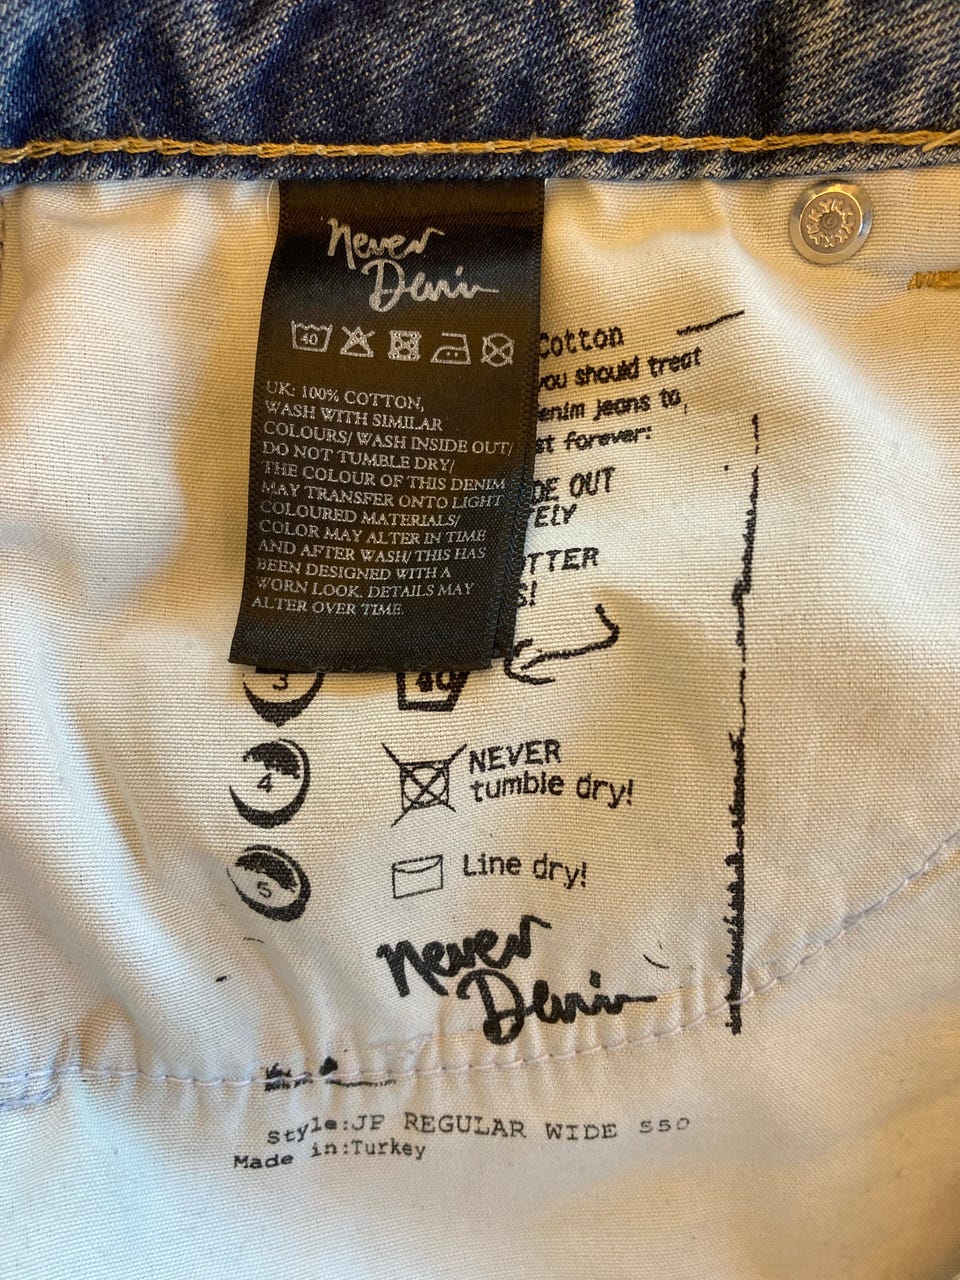 Never
Denim
40
UK: 100% COTTON,
WASH WITH SIMILAR
COLOURS/ WASH INSIDE OUT/
DO NOT TUMBLE DRY/
THE COLOUR OF THIS DENIM
MAY TRANSFER ONTO LIGHT
COLOURED MATERIALS/
COLOR MAY ALTER IN TIME
AND AFTER WASH/ THIS HAS
BEEN DESIGNED WITH A
WORN LOOK. DETAILS MAY
ALTER OVER TIME.
Cotton
you should treat
enim jeans to
st forever:
DE OUT
TELY
OTTER
S!
3
40
4
NEVER
tumble dry!
5
Line dry!
Never
Denim
Style:JP REGULAR WIDE 550
Made in:Turkey